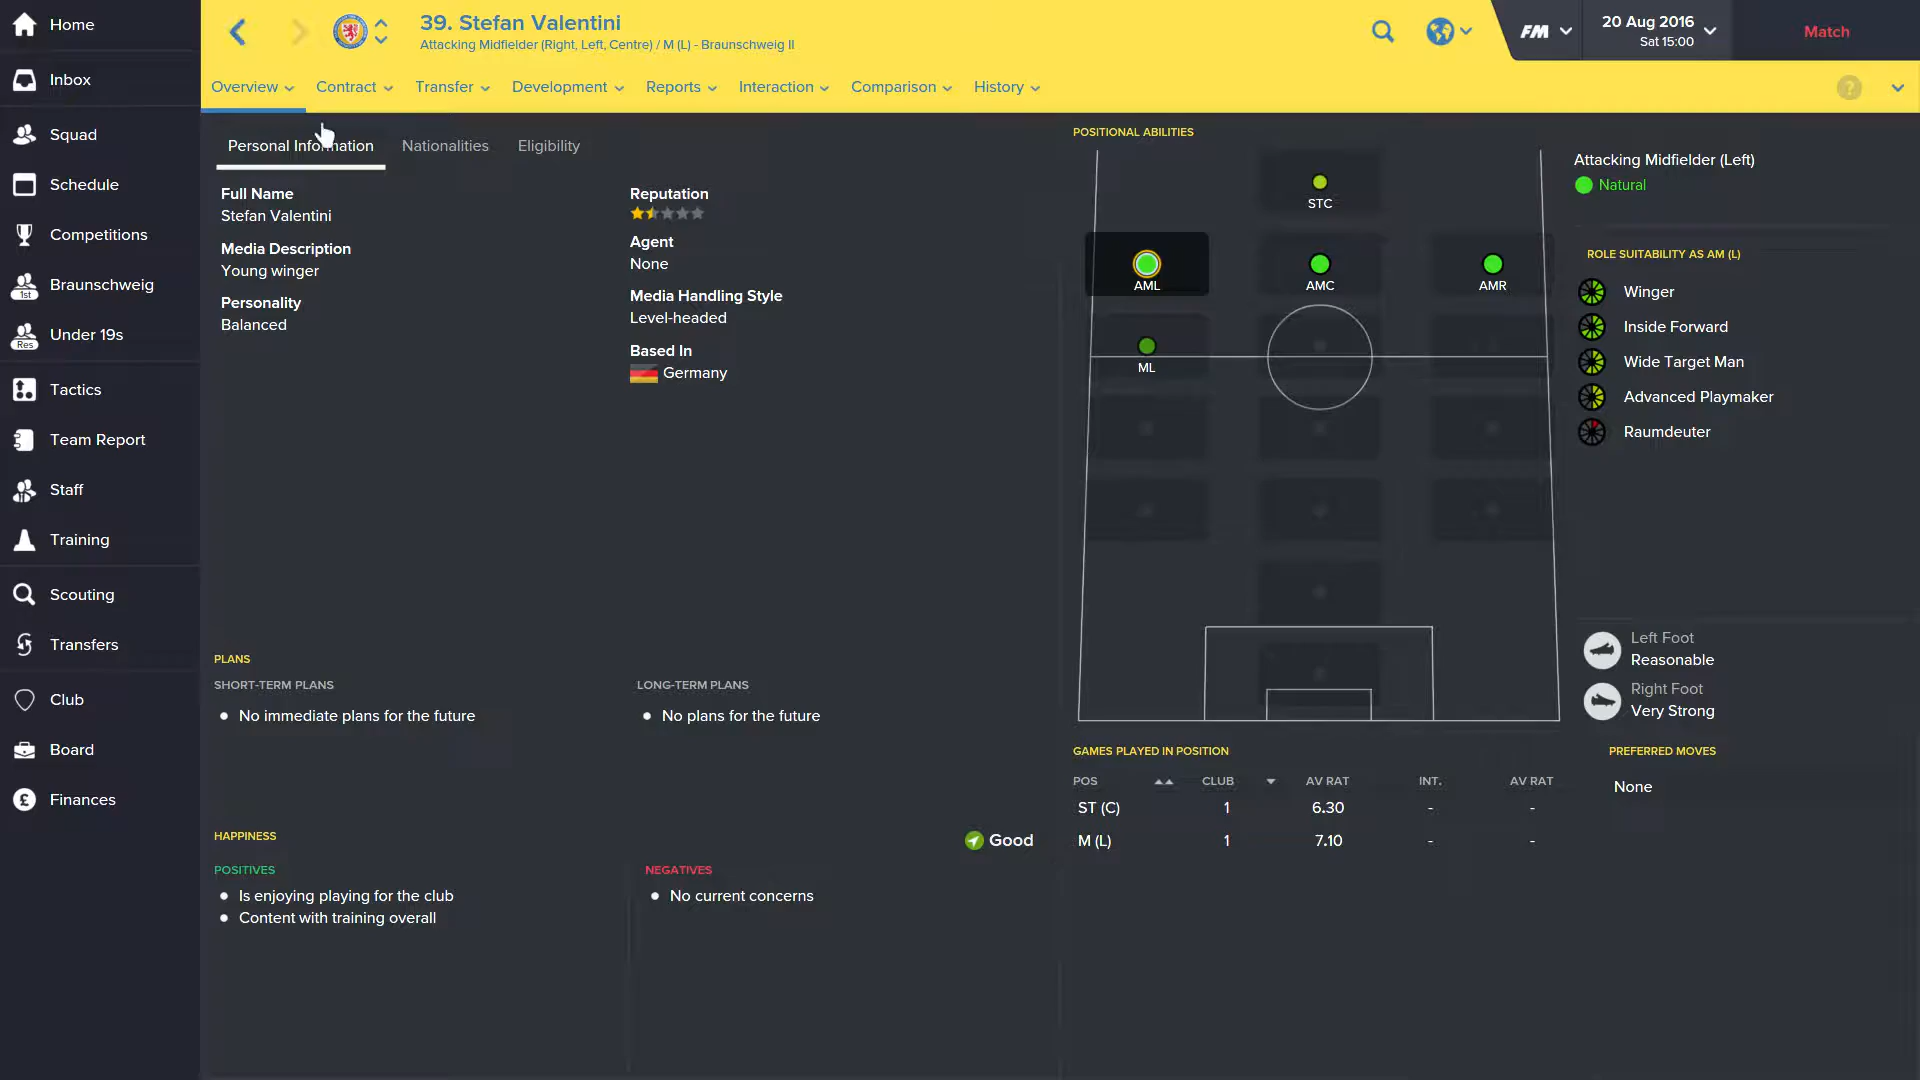 Home
Inbox
Squad
Schedule
Competitions
Braunschweig
1st
Under 19s
Res
Tactics
Team Report
Staff
Training
Scouting
Transfers
Club
Board
Finances
39. Stefan Valentini
Attacking Midfielder (Right, Left, Centre) / M (L) - Braunschweig II
FM
20 Aug 2016
Sat 15:00
Match
Overview
Contract
Transfer
Development
Reports
Interaction
Comparison
History
?
Personal Information
Nationalities
Eligibility
Full Name
Stefan Valentini
Media Description
Young winger
Personality
Balanced
Reputation
Agent
None
Media Handling Style
Level-headed
Based In
Germany
PLANS
SHORT-TERM PLANS
No immediate plans for the future
LONG-TERM PLANS
No plans for the future
HAPPINESS
Good
POSITIVES
Is enjoying playing for the club
Content with training overall
NEGATIVES
No current concerns
POSITIONAL ABILITIES
STC
AML
AMC
AMR
ML
Attacking Midfielder (Left)
Natural
ROLE SUITABILITY AS AM (L)
Winger
Inside Forward
Wide Target Man
Advanced Playmaker
Raumdeuter
Left Foot
Reasonable
Right Foot
Very Strong
GAMES PLAYED IN POSITION
POS CLUB AV RAT INT. AV RAT
ST (C) 1 6.30 - -
M (L) 1 7.10 - -
PREFERRED MOVES
None